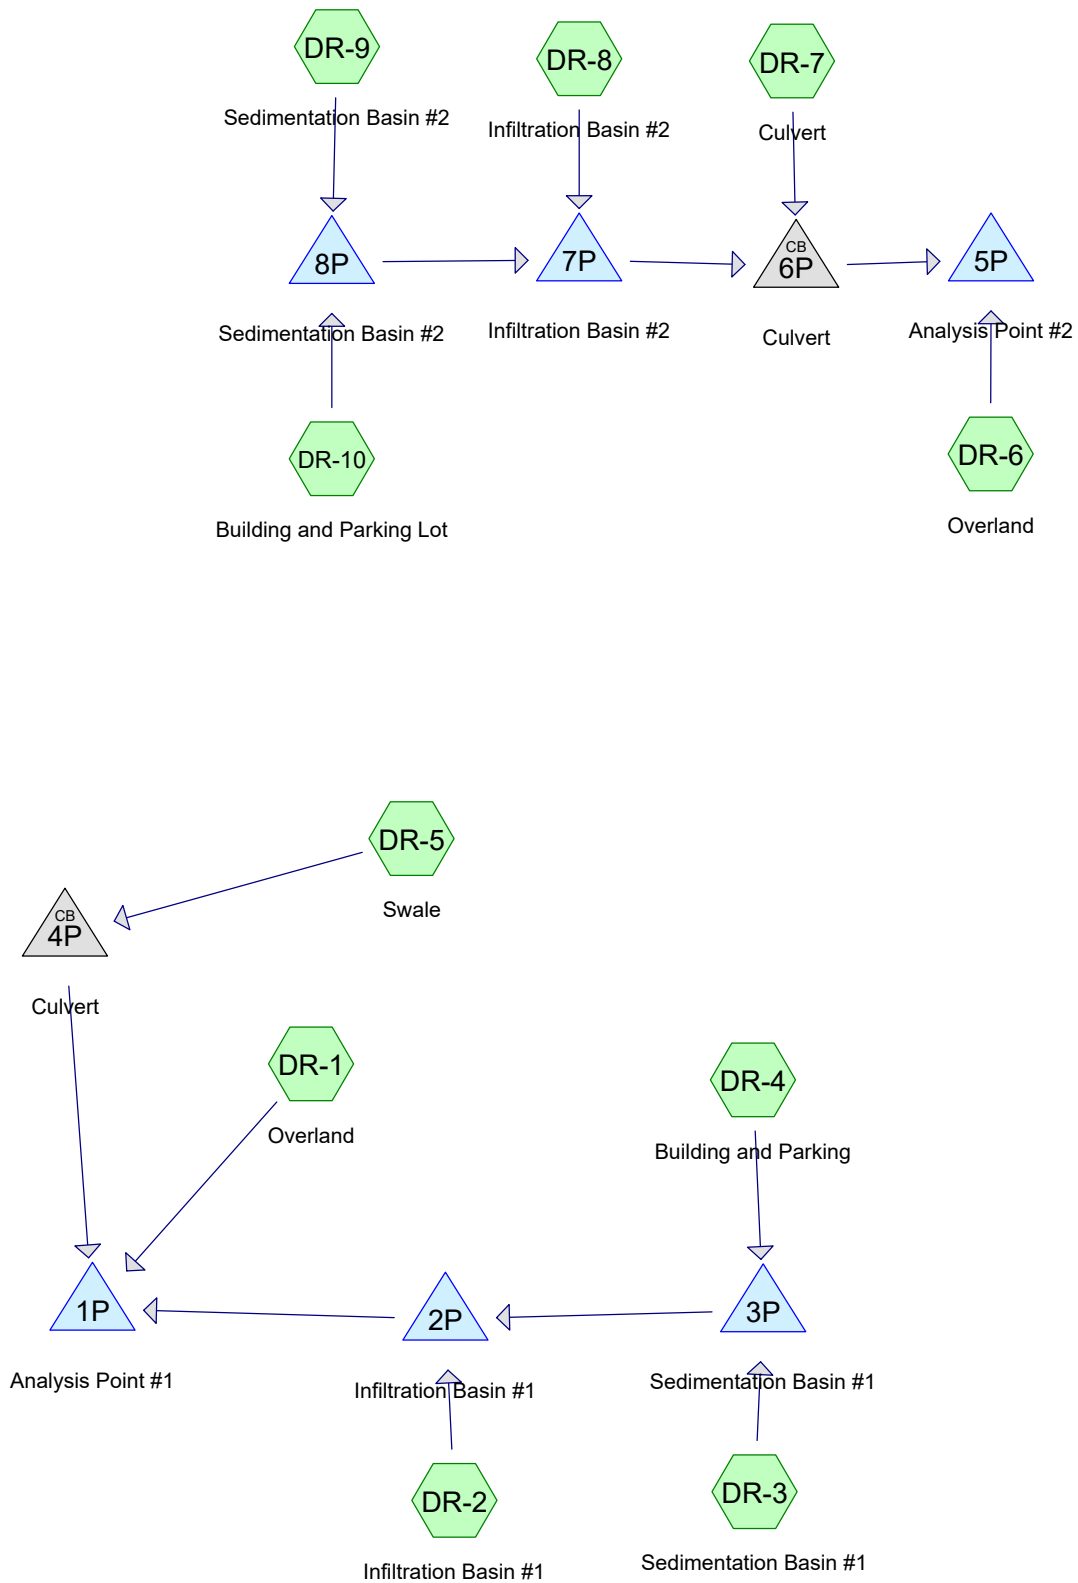 DR-9
DR-8
DR-7
Sedimentation Basin #2
Infiltration Basin #2
Culvert
8P
7P
CB
6P
5P
Sedimentation Basin #2
Infiltration Basin #2
Culvert
Analysis Point #2
DR-10
DR-6
Building and Parking Lot
Overland
DR-5
Swale
CB
4P
Culvert
DR-1
Overland
DR-4
Building and Parking
1P
2P
3P
Analysis Point #1
Infiltration Basin #1
Sedimentation Basin #1
DR-2
DR-3
Infiltration Basin #1
Sedimentation Basin #1